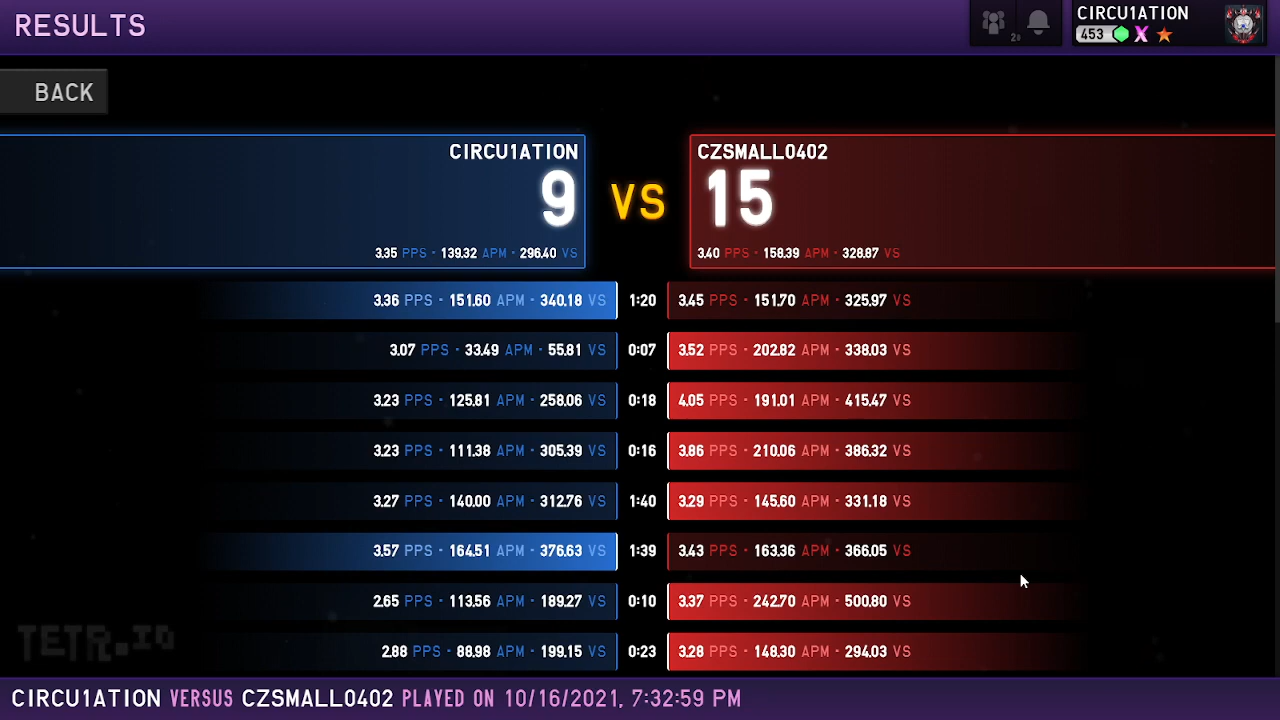 RESULTS
28
CIRCU1ATION
453 X
BACK
CIRCU1ATION
9
3.35 PPS - 139.32 APM - 296.40 VS
VS
CZSMALL0402
15
3.40 PPS - 158.39 APM - 328.87 VS
3.36 PPS - 151.60 APM - 340.18 VS 1:20 3.45 PPS - 151.70 APM - 325.97 VS
3.07 PPS - 33.49 APM - 55.81 VS 0:07 3.52 PPS - 202.82 APM - 338.03 VS
3.23 PPS - 125.81 APM - 258.06 VS 0:18 4.05 PPS - 191.01 APM - 415.47 VS
3.23 PPS - 111.38 APM - 305.39 VS 0:16 3.86 PPS - 210.06 APM - 386.32 VS
3.27 PPS - 140.00 APM - 312.76 VS 1:40 3.29 PPS - 145.60 APM - 331.18 VS
3.57 PPS - 164.51 APM - 376.63 VS 1:39 3.43 PPS - 163.36 APM - 366.05 VS
2.65 PPS - 113.56 APM - 189.27 VS 0:10 3.37 PPS - 242.70 APM - 500.80 VS
2.88 PPS - 88.98 APM - 199.15 VS 0:23 3.28 PPS - 148.30 APM - 294.03 VS
TETR.IO
CIRCU1ATION VERSUS CZSMALL0402 PLAYED ON 10/16/2021, 7:32:59 PM